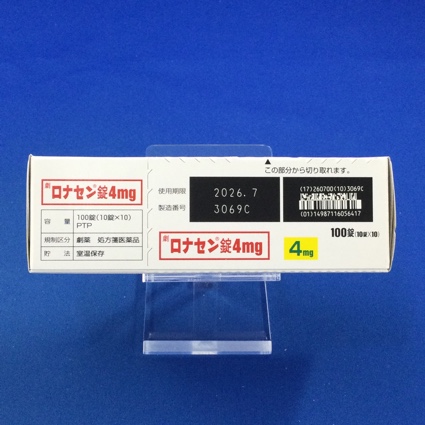 劇 ロナセン®錠4mg
容量 100錠(10錠×10) PTP
規制区分 劇薬 処方箋医薬品
貯法 室温保存
▲
この部分から切り取れます。
使用期限 2026.7
製造番号 3069C
(17)260700(10)3069C
(01)14987116056417
劇 ロナセン®錠4mg
4mg
100錠(10錠×10)